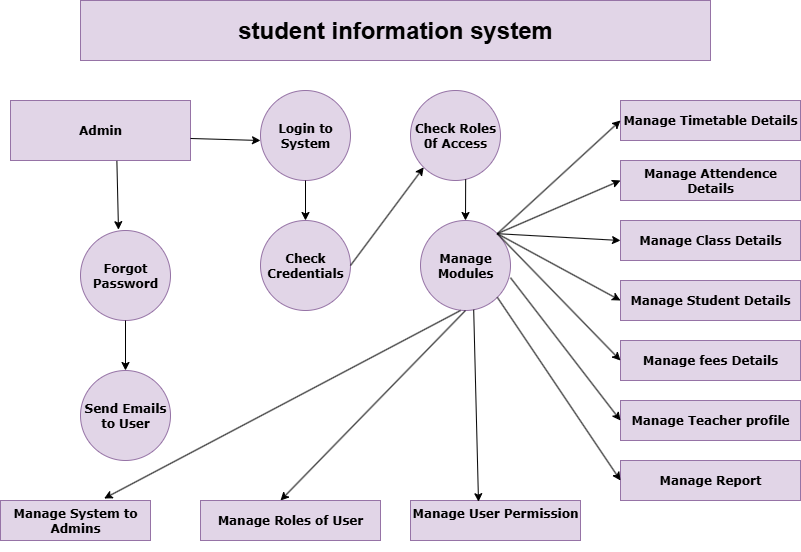 student information system
Admin
Login to
System
Check Roles
0f Access
Manage Timetable Details
Manage Attendence
Details
Manage Class Details
Forgot
Password
Check
Credentials
Manage
Modules
Manage Student Details
Manage fees Details
Send Emails
to User
Manage Teacher profile
Manage Report
Manage System to
Admins
Manage Roles of User
Manage User Permission